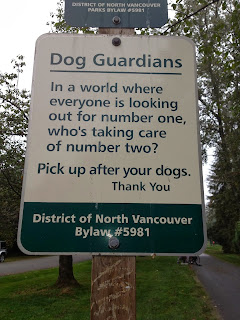 DISTRICT OF NORTH VANCOUVER
PARKS BYLAW #5981
Dog Guardians
In a world where
everyone is looking
out for number one,
who's taking care
of number two?
Pick up after your dogs.
Thank You
District of North Vancouver
Bylaw #5981